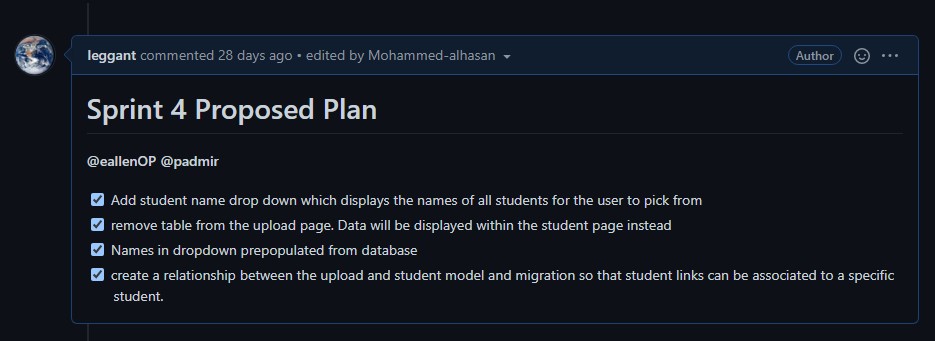 leggant commented 28 days ago • edited by Mohammed-alhasan
Author
Sprint 4 Proposed Plan
@eallenOP @padmir
Add student name drop down which displays the names of all students for the user to pick from
remove table from the upload page. Data will be displayed within the student page instead
Names in dropdown prepopulated from database
create a relationship between the upload and student model and migration so that student links can be associated to a specific
student.